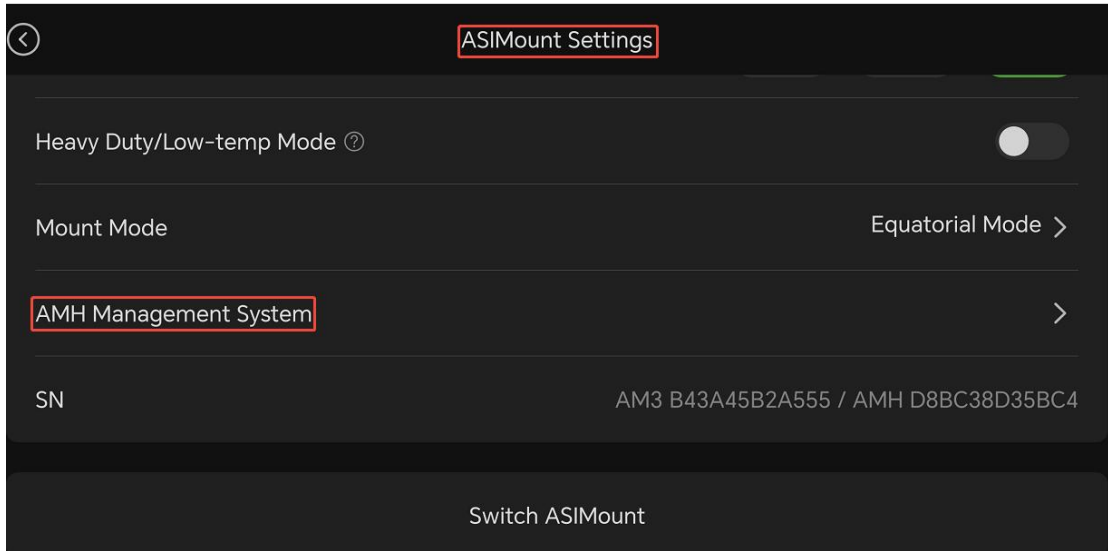 ASIMount Settings
Heavy Duty/Low-temp Mode ?
Mount Mode Equatorial Mode >
AMH Management System >
SN AM3 B43A45B2A555 / AMH D8BC38D35BC4
Switch ASIMount